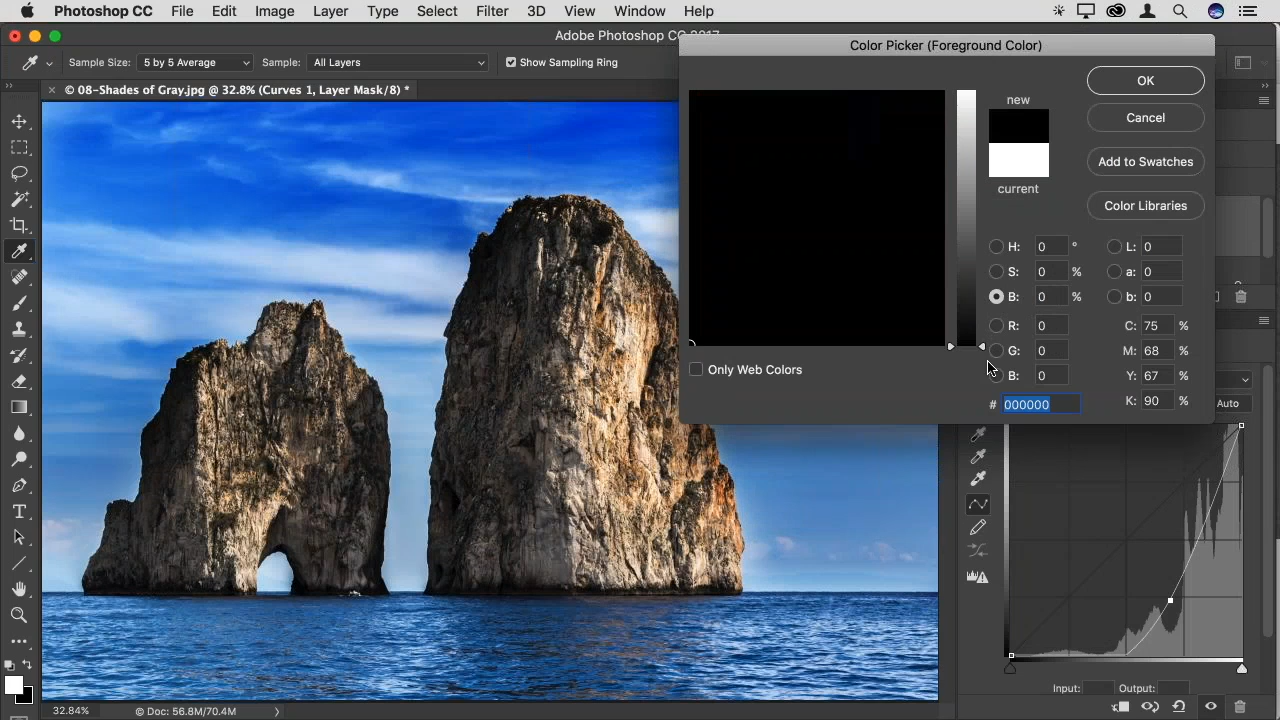 Photoshop CC File Edit Image Layer Type Select Filter 3D View Window Help
Adobe Photoshop CC 2017
Sample Size: 5 by 5 Average Sample: All Layers Show Sampling Ring
× © 08-Shades of Gray.jpg @ 32.8% (Curves 1, Layer Mask/8) *
Color Picker (Foreground Color)
new
current
OK
Cancel
Add to Swatches
Color Libraries
H: 0 ° L: 0
S: 0 % a: 0
B: 0 % b: 0
R: 0 C: 75 %
G: 0 M: 68 %
B: 0 Y: 67 %
# 000000 K: 90 %
Only Web Colors
Auto
Input: Output:
32.84% © Doc: 56.8M/70.4M